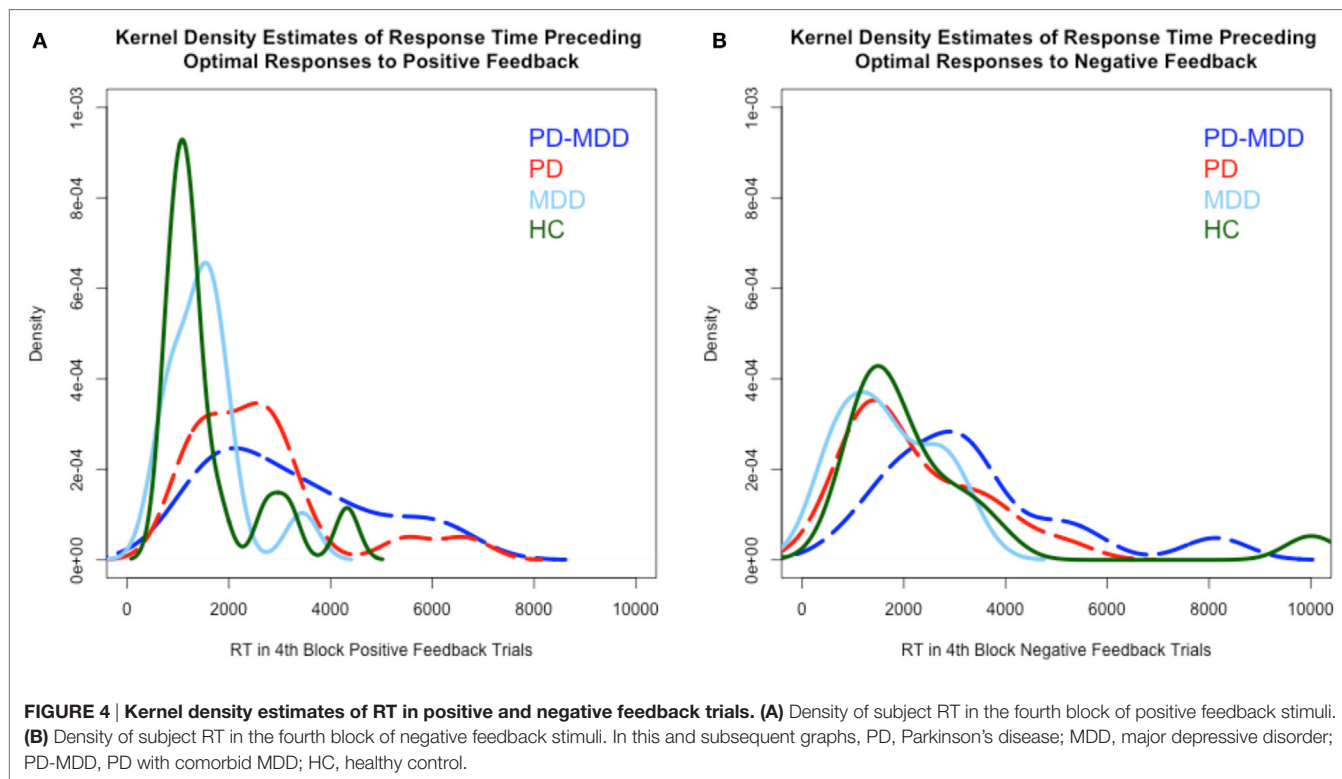 A
Kernel Density Estimates of Response Time Preceding
Optimal Responses to Positive Feedback
PD-MDD
PD
MDD
HC
Density
1e-03
8e-04
6e-04
4e-04
2e-04
0e+00
0 2000 4000 6000 8000 10000
RT in 4th Block Positive Feedback Trials
B
Kernel Density Estimates of Response Time Preceding
Optimal Responses to Negative Feedback
PD-MDD
PD
MDD
HC
Density
1e-03
8e-04
6e-04
4e-04
2e-04
0e+00
0 2000 4000 6000 8000 10000
RT in 4th Block Negative Feedback Trials
FIGURE 4 | Kernel density estimates of RT in positive and negative feedback trials. (A) Density of subject RT in the fourth block of positive feedback stimuli.
(B) Density of subject RT in the fourth block of negative feedback stimuli. In this and subsequent graphs, PD, Parkinson's disease; MDD, major depressive disorder;
PD-MDD, PD with comorbid MDD; HC, healthy control.